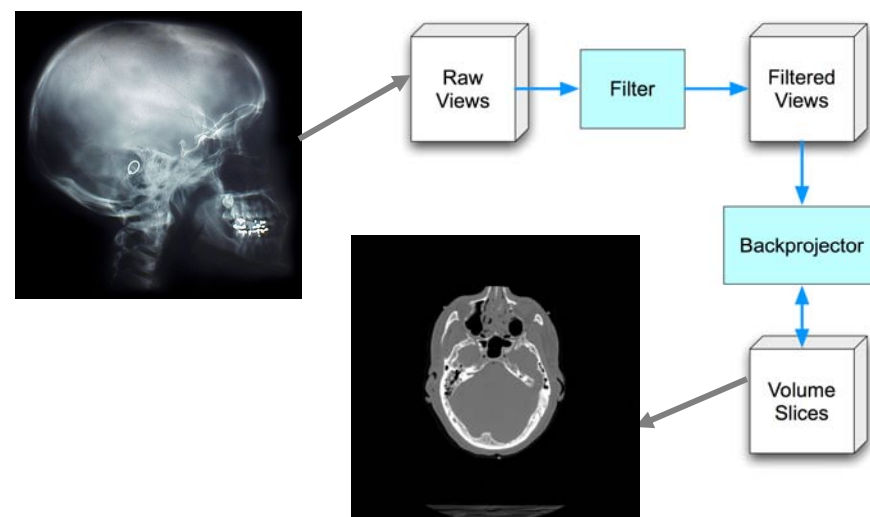 Raw
Views
Filter
Filtered
Views
Backprojector
Volume
Slices